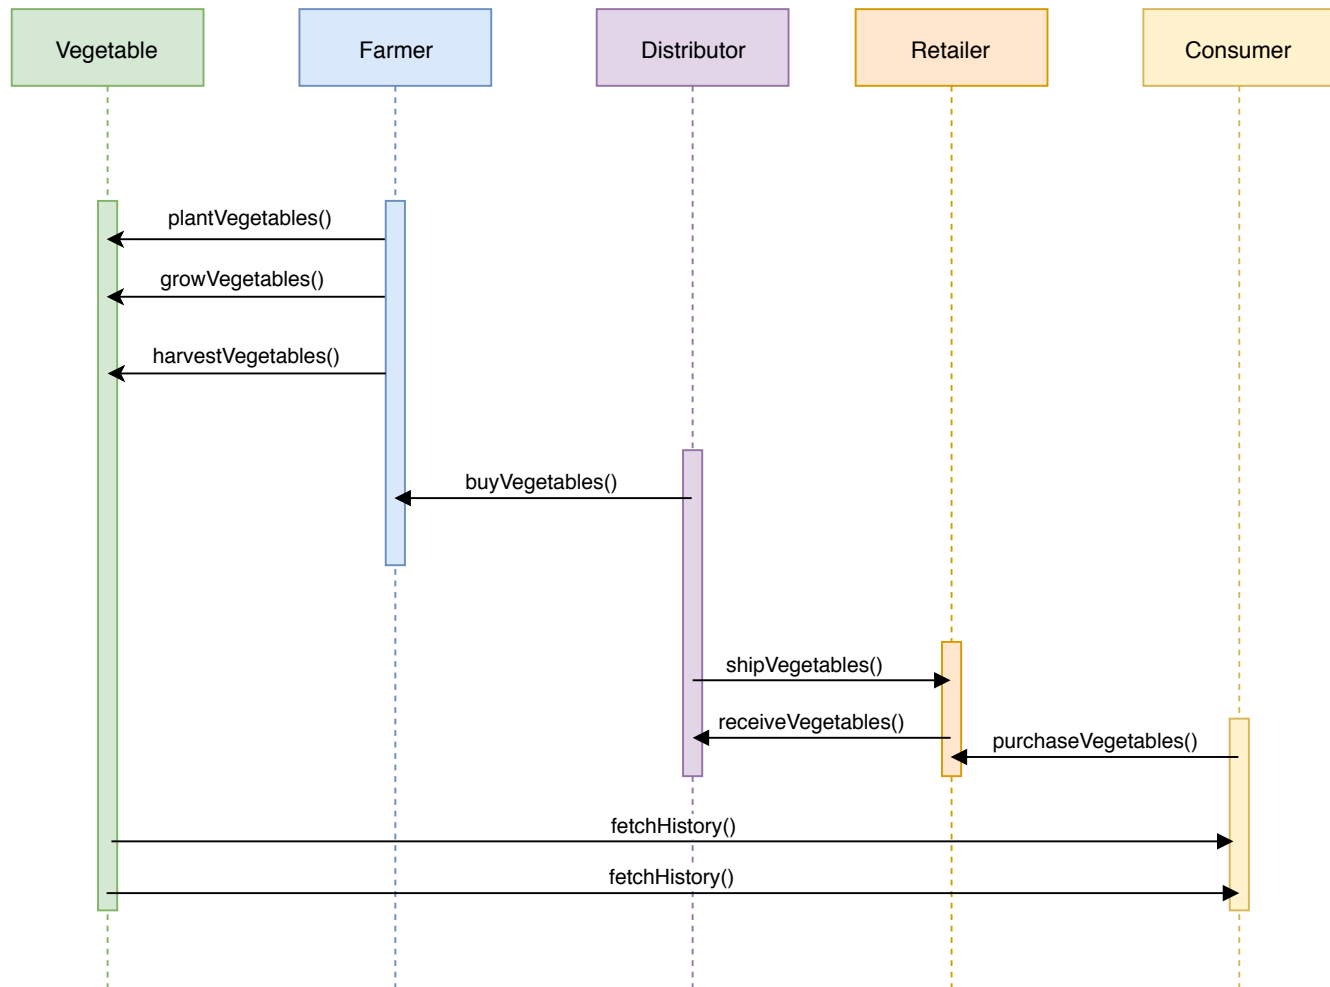 Vegetable
Farmer
Distributor
Retailer
Consumer
plantVegetables()
growVegetables()
harvestVegetables()
buyVegetables()
shipVegetables()
receiveVegetables()
purchaseVegetables()
fetchHistory()
fetchHistory()